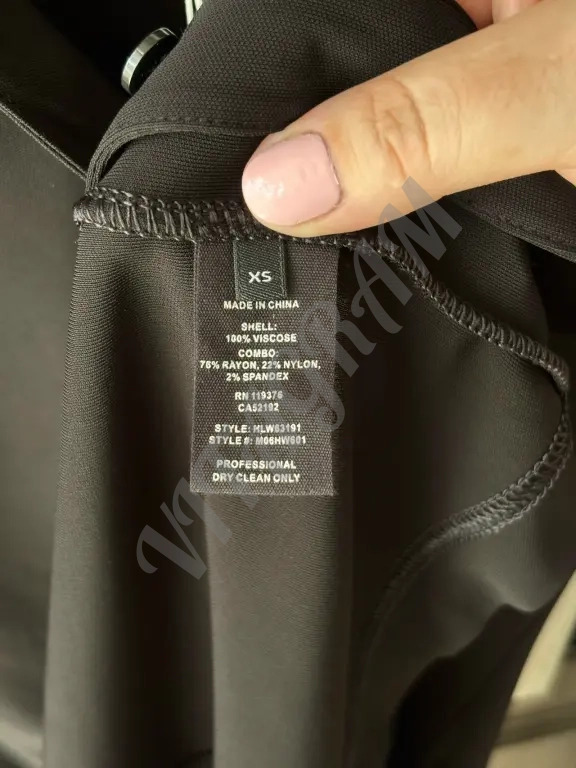 XS
MADE IN CHINA
SHELL:
100% VISCOSE
COMBO:
76% RAYON, 22% NYLON,
2% SPANDEX
RN 119376
CA52192
STYLE: HLW63191
STYLE #: M06HW601
PROFESSIONAL
DRY CLEAN ONLY